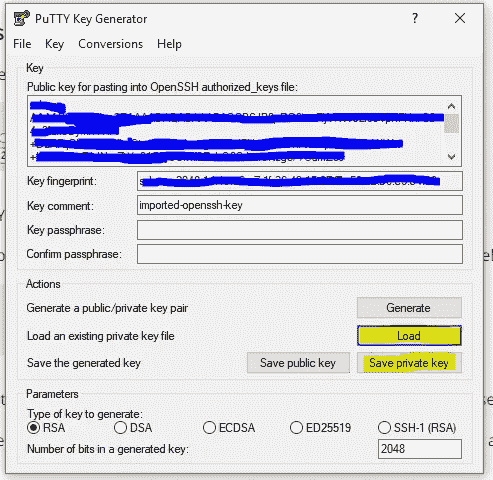 PuTTY Key Generator
?
File Key Conversions Help
Key
Public key for pasting into OpenSSH authorized_keys file:
Key fingerprint:
Key comment: imported-openssh-key
Key passphrase:
Confirm passphrase:
Actions
Generate a public/private key pair Generate
Load an existing private key file Load
Save the generated key Save public key Save private key
Parameters
Type of key to generate:
RSA DSA ECDSA ED25519 SSH-1 (RSA)
Number of bits in a generated key: 2048